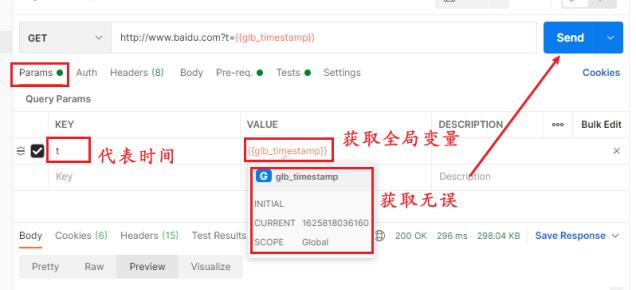 GET http://www.baidu.com?t={{glb_timestamp}} Send
Params Auth Headers (8) Body Pre-req. Tests Settings Cookies
Query Params
KEY VALUE DESCRIPTION Bulk Edit
t {{glb_timestamp}}
代表时间
获取全局变量
Key Description
G glb_timestamp
INITIAL
CURRENT 1625818036160
SCOPE Global
获取无误
Body Cookies (6) Headers (15) Test Results 200 OK 296 ms 298.04 KB Save Response
Pretty Raw Preview Visualize